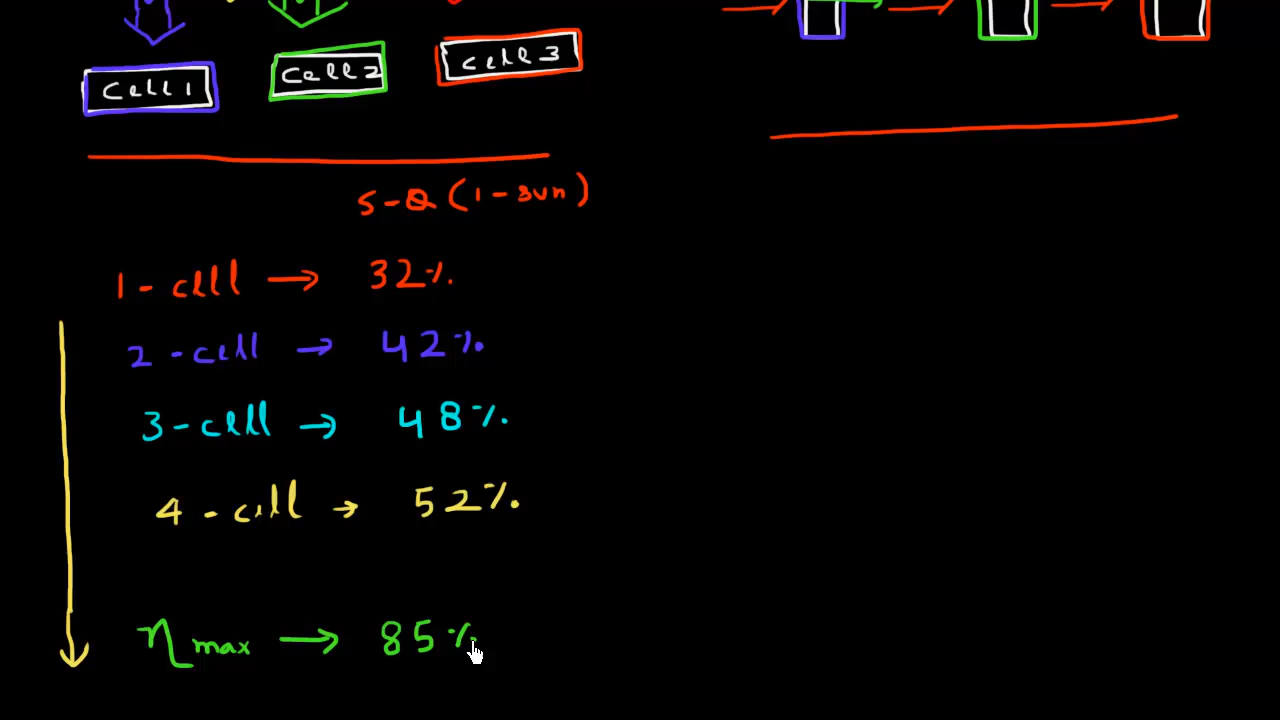 Cell 1
Cell 2
Cell 3
S-Q (1-sun)
1-cell → 32%
2-cell → 42%
3-cell → 48%
4-cell → 52%
η max → 85%